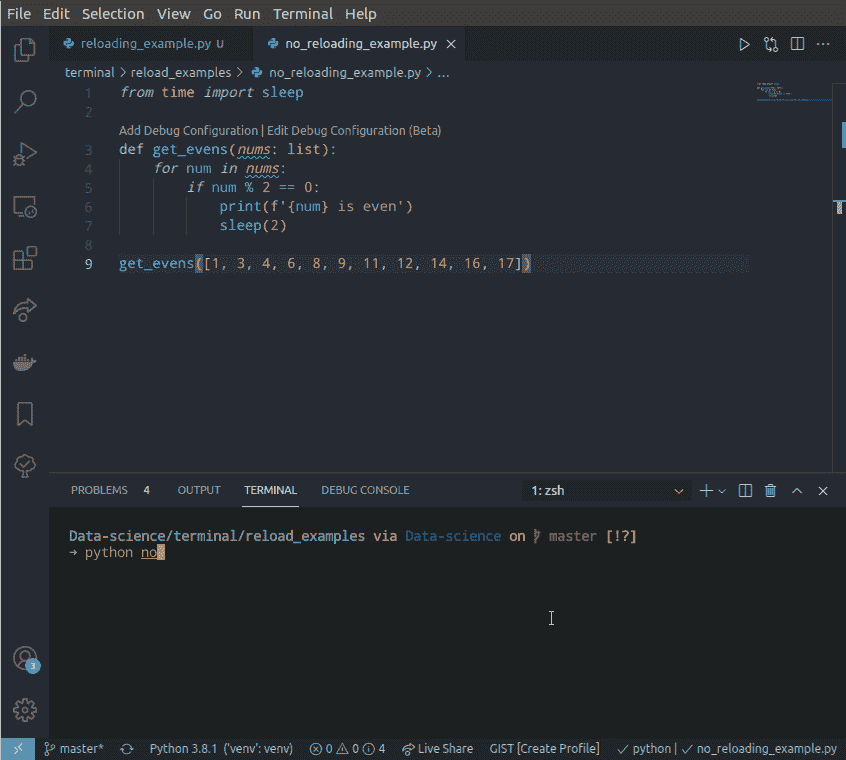 File Edit Selection View Go Run Terminal Help
reloading_example.py U no_reloading_example.py
terminal > reload_examples > no_reloading_example.py > ...
1 from time import sleep
2
Add Debug Configuration | Edit Debug Configuration (Beta)
3 def get_evens(nums: list):
4 for num in nums:
5 if num % 2 == 0:
6 print(f'{num} is even')
7 sleep(2)
8
9 get_evens([1, 3, 4, 6, 8, 9, 11, 12, 14, 16, 17])
PROBLEMS 4 OUTPUT TERMINAL DEBUG CONSOLE 1: zsh
Data-science/terminal/reload_examples via Data-science on master [!?]
→ python no
3
master* Python 3.8.1 ('venv': venv) 0 0 4 Live Share GIST [Create Profile] ✓ python | ✓ no_reloading_example.py